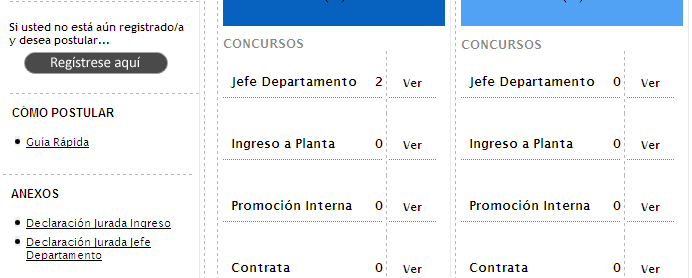 Si usted no está aún registrado/a
y desea postular...
Regístrese aquí
CÓMO POSTULAR
Guía Rápida
ANEXOS
Declaración Jurada Ingreso
Declaración Jurada Jefe
Departamento
CONCURSOS
Jefe Departamento 2 Ver
Ingreso a Planta 0 Ver
Promoción Interna 0 Ver
Contrata 0 Ver
CONCURSOS
Jefe Departamento 0 Ver
Ingreso a Planta 0 Ver
Promoción Interna 0 Ver
Contrata 0 Ver